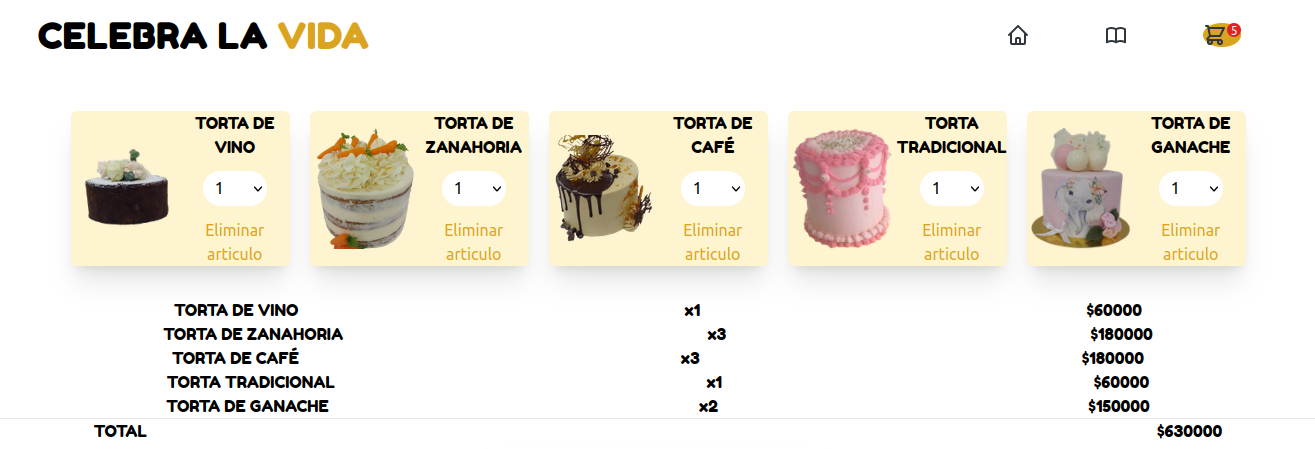 CELEBRA LA VIDA
5
TORTA DE
VINO
1
Eliminar
articulo
TORTA DE
ZANAHORIA
1
Eliminar
articulo
TORTA DE
CAFÉ
1
Eliminar
articulo
TORTA
TRADICIONAL
1
Eliminar
articulo
TORTA DE
GANACHE
1
Eliminar
articulo
TORTA DE VINO x1 $60000
TORTA DE ZANAHORIA x3 $180000
TORTA DE CAFÉ x3 $180000
TORTA TRADICIONAL x1 $60000
TORTA DE GANACHE x2 $150000
TOTAL $630000